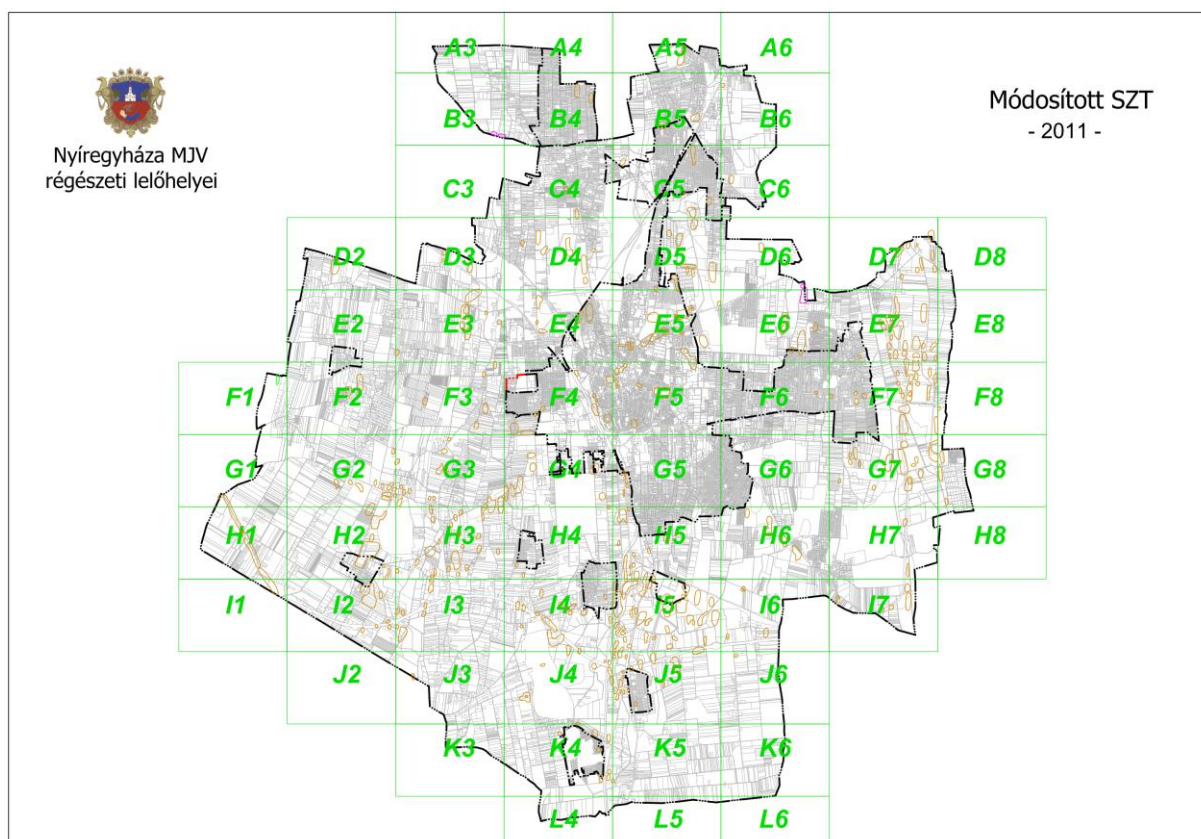 A3 A4 A5 A6
Nyíregyháza MJV
régészeti lelőhelyei
Módosított SZT
- 2011 -
B3 B4 B5 B6
C3 C4 C5 C6
D2 D3 D4 D5 D6 D7 D8
E2 E3 E4 E5 E6 E7 E8
F1 F2 F3 F4 F5 F6 F7 F8
G1 G2 G3 G4 G5 G6 G7 G8
H1 H2 H3 H4 H5 H6 H7 H8
I1 I2 I3 I4 I5 I6 I7
J2 J3 J4 J5 J6
K3 K4 K5 K6
L4 L5 L6